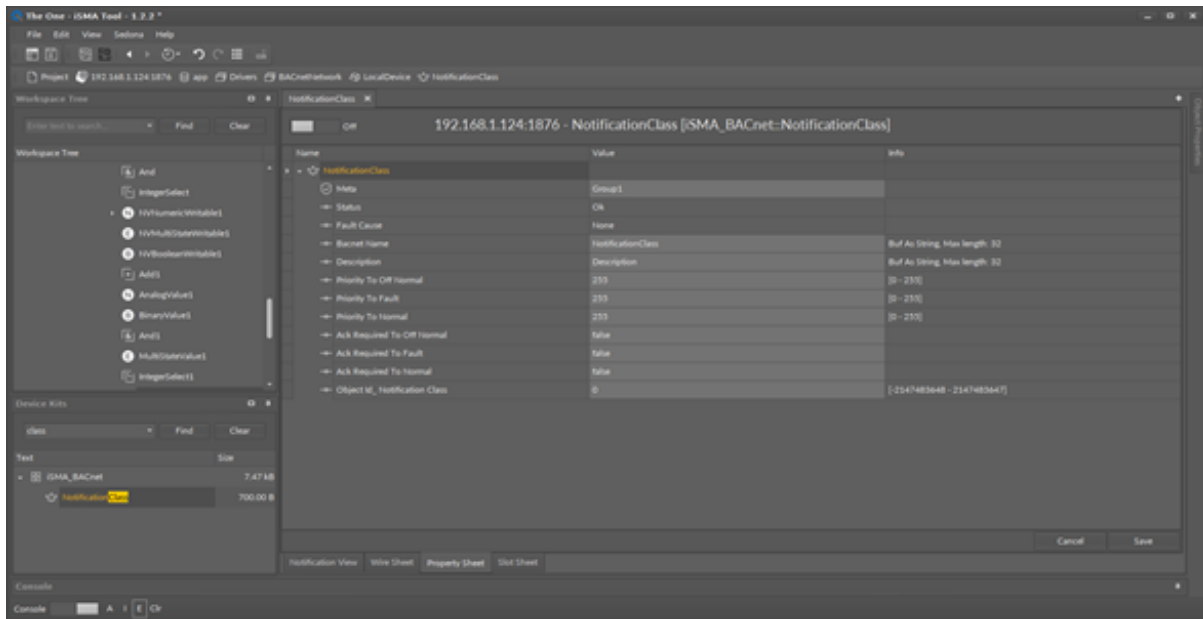 The One - iSMA Tool - 1.2.2 *
File Edit View Sedona Help
Project 192.168.1.124:1876 app Drivers BACnetNetwork LocalDevice NotificationClass
Workspace Tree
Enter text to search... Find Clear
Workspace Tree
And
IntegerSelect
NVNumericWritable1
NVMultiStateWritable1
NVBooleanWritable1
Add1
AnalogValue1
BinaryValue1
And1
MultiStateValue1
IntegerSelect1
Device Kits
class Find Clear
Text Size
iSMA_BACnet 7.47 kB
NotificationClass 700.00 B
NotificationClass
Off 192.168.1.124:1876 - NotificationClass [iSMA_BACnet::NotificationClass]
Name Value Info
NotificationClass
Meta Group1
Status Ok
Fault Cause None
Bacnet Name NotificationClass Buf As String, Max length: 32
Description Description Buf As String, Max length: 32
Priority To Off Normal 255 [0 - 255]
Priority To Fault 255 [0 - 255]
Priority To Normal 255 [0 - 255]
Ack Required To Off Normal false
Ack Required To Fault false
Ack Required To Normal false
Object Id_ Notification Class 0 [-2147483648 - 2147483647]
Cancel Save
Notification View Wire Sheet Property Sheet Slot Sheet
Console
Console A I E Clr
Object Properties